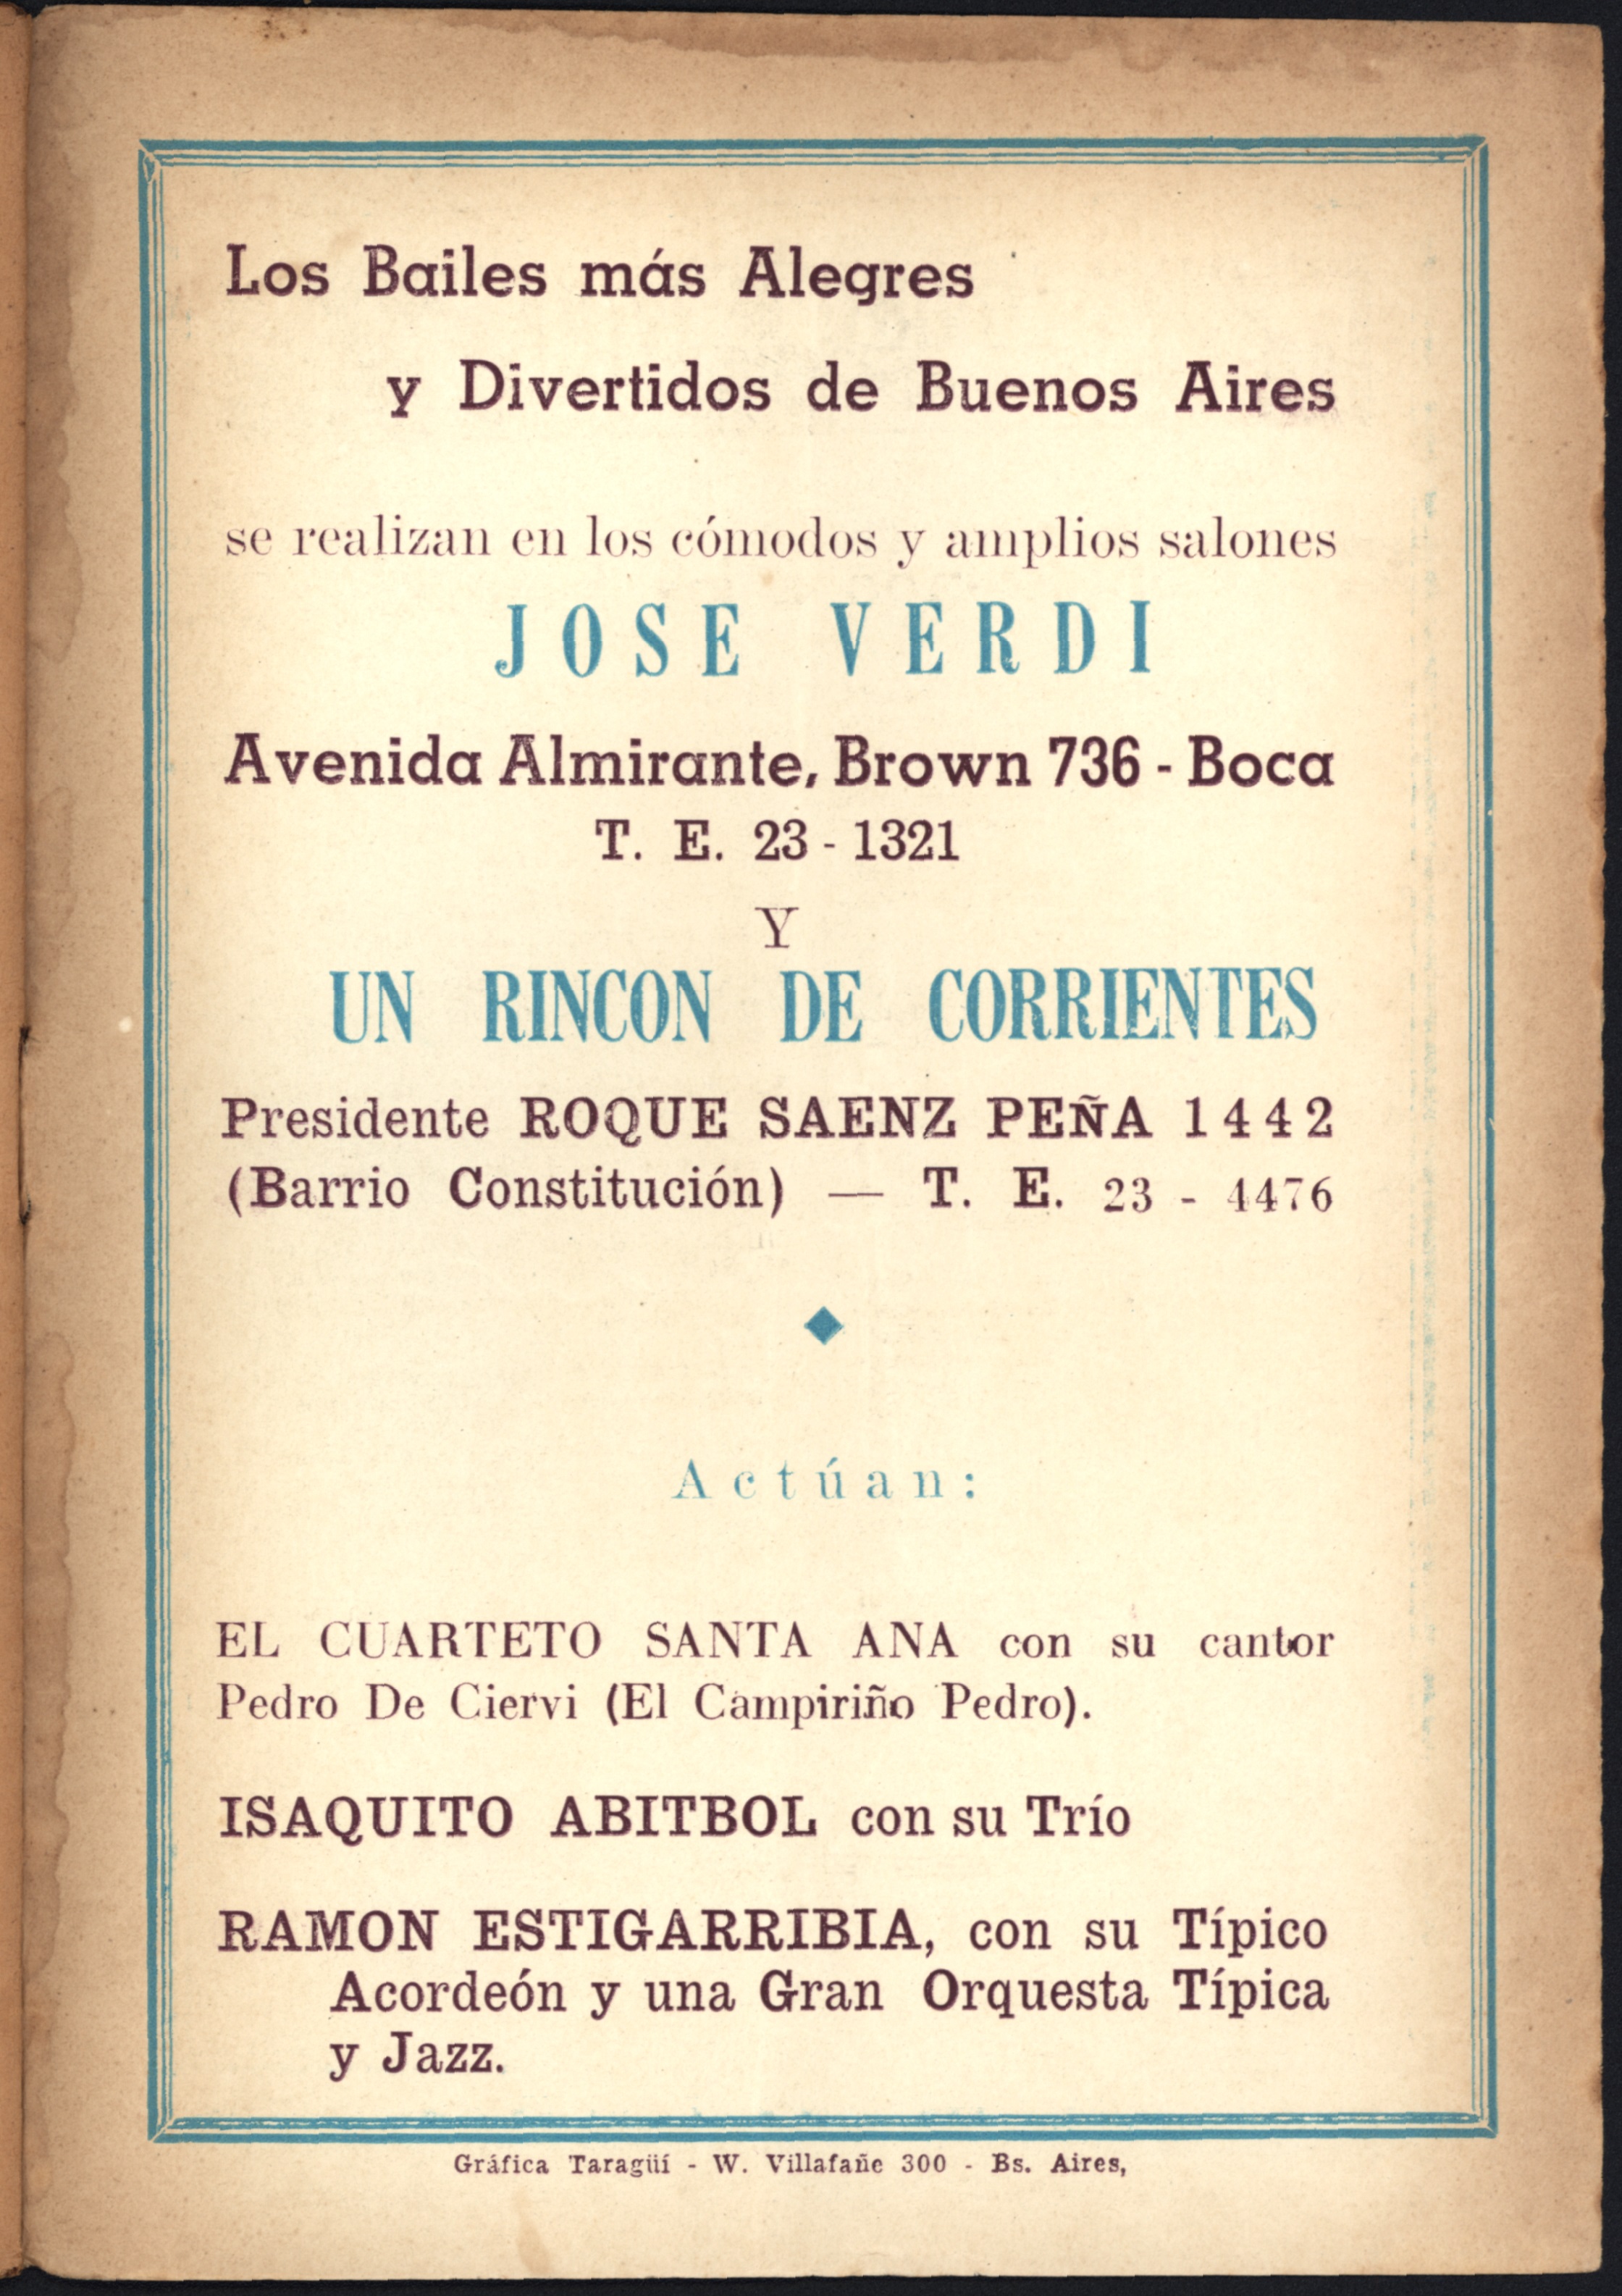 Los Bailes más Alegres
y Divertidos de Buenos Aires
se realizan en los cómodos y amplios salones
JOSE VERDI
Avenida Almirante, Brown 736 - Boca
T. E. 23 - 1321
Y
UN RINCON DE CORRIENTES
Presidente ROQUE SAENZ PEÑA 1442
(Barrio Constitución) — T. E. 23 - 4476
Actúan:
EL CUARTETO SANTA ANA con su cantor
Pedro De Ciervi (El Campiriño Pedro).
ISAQUITO ABITBOL con su Trío
RAMON ESTIGARRIBIA, con su Típico
Acordeón y una Gran Orquesta Típica
y Jazz.
Gráfica Taragüí - W. Villafañe 300 - Bs. Aires,